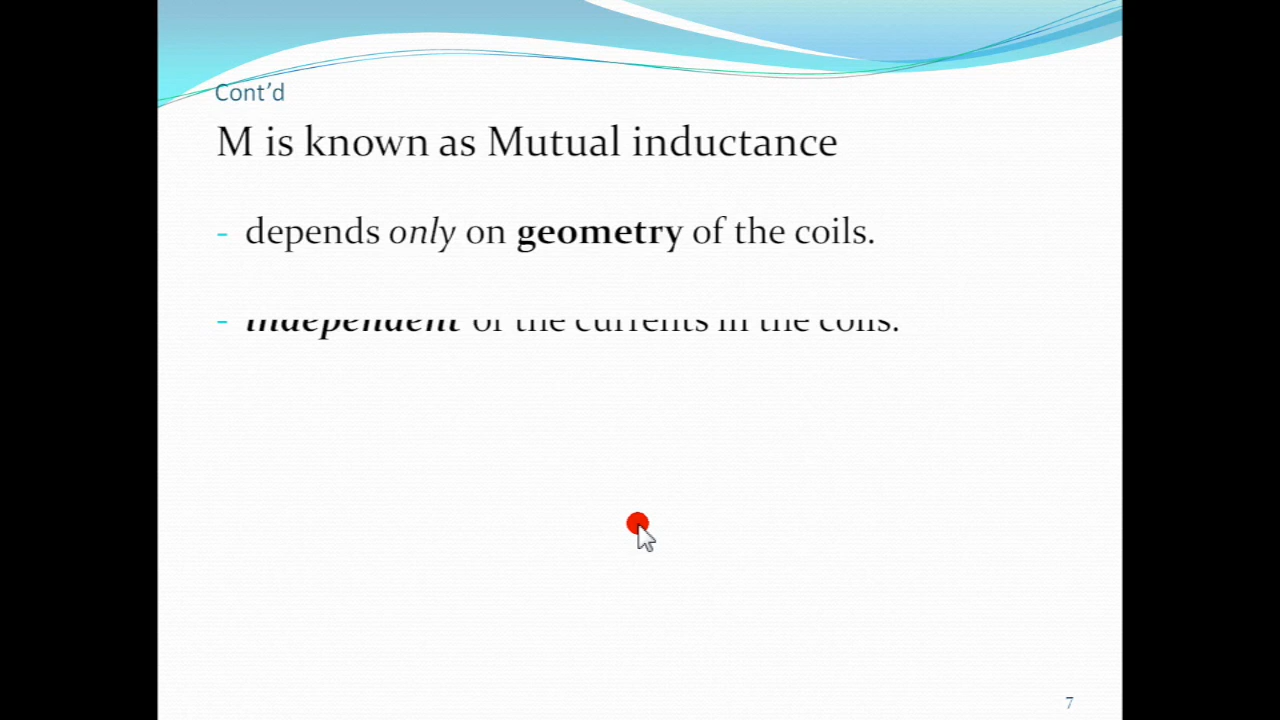 Cont’d
M is known as Mutual inductance
- depends only on geometry of the coils.
- independent of the currents in the coils.
7